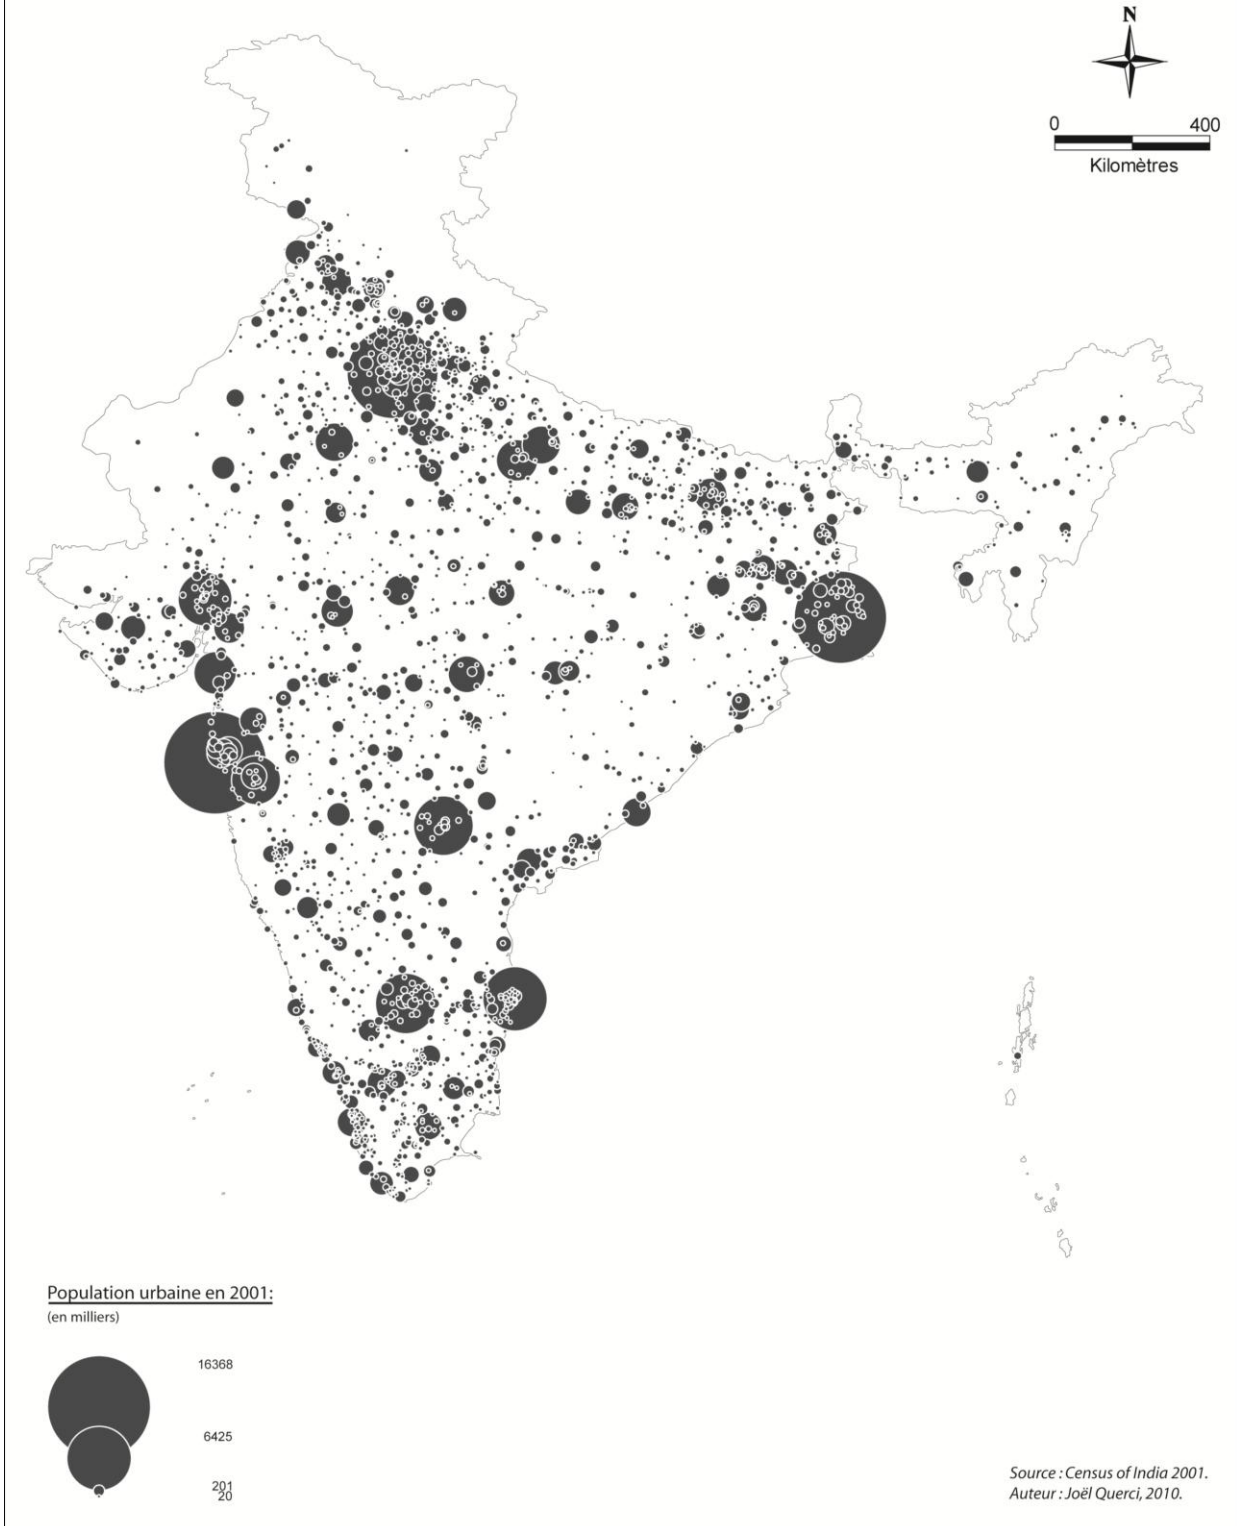 N
0 400
Kilomètres
Population urbaine en 2001:
(en milliers)
16368
6425
201
20
Source : Census of India 2001.
Auteur : Joël Querci, 2010.